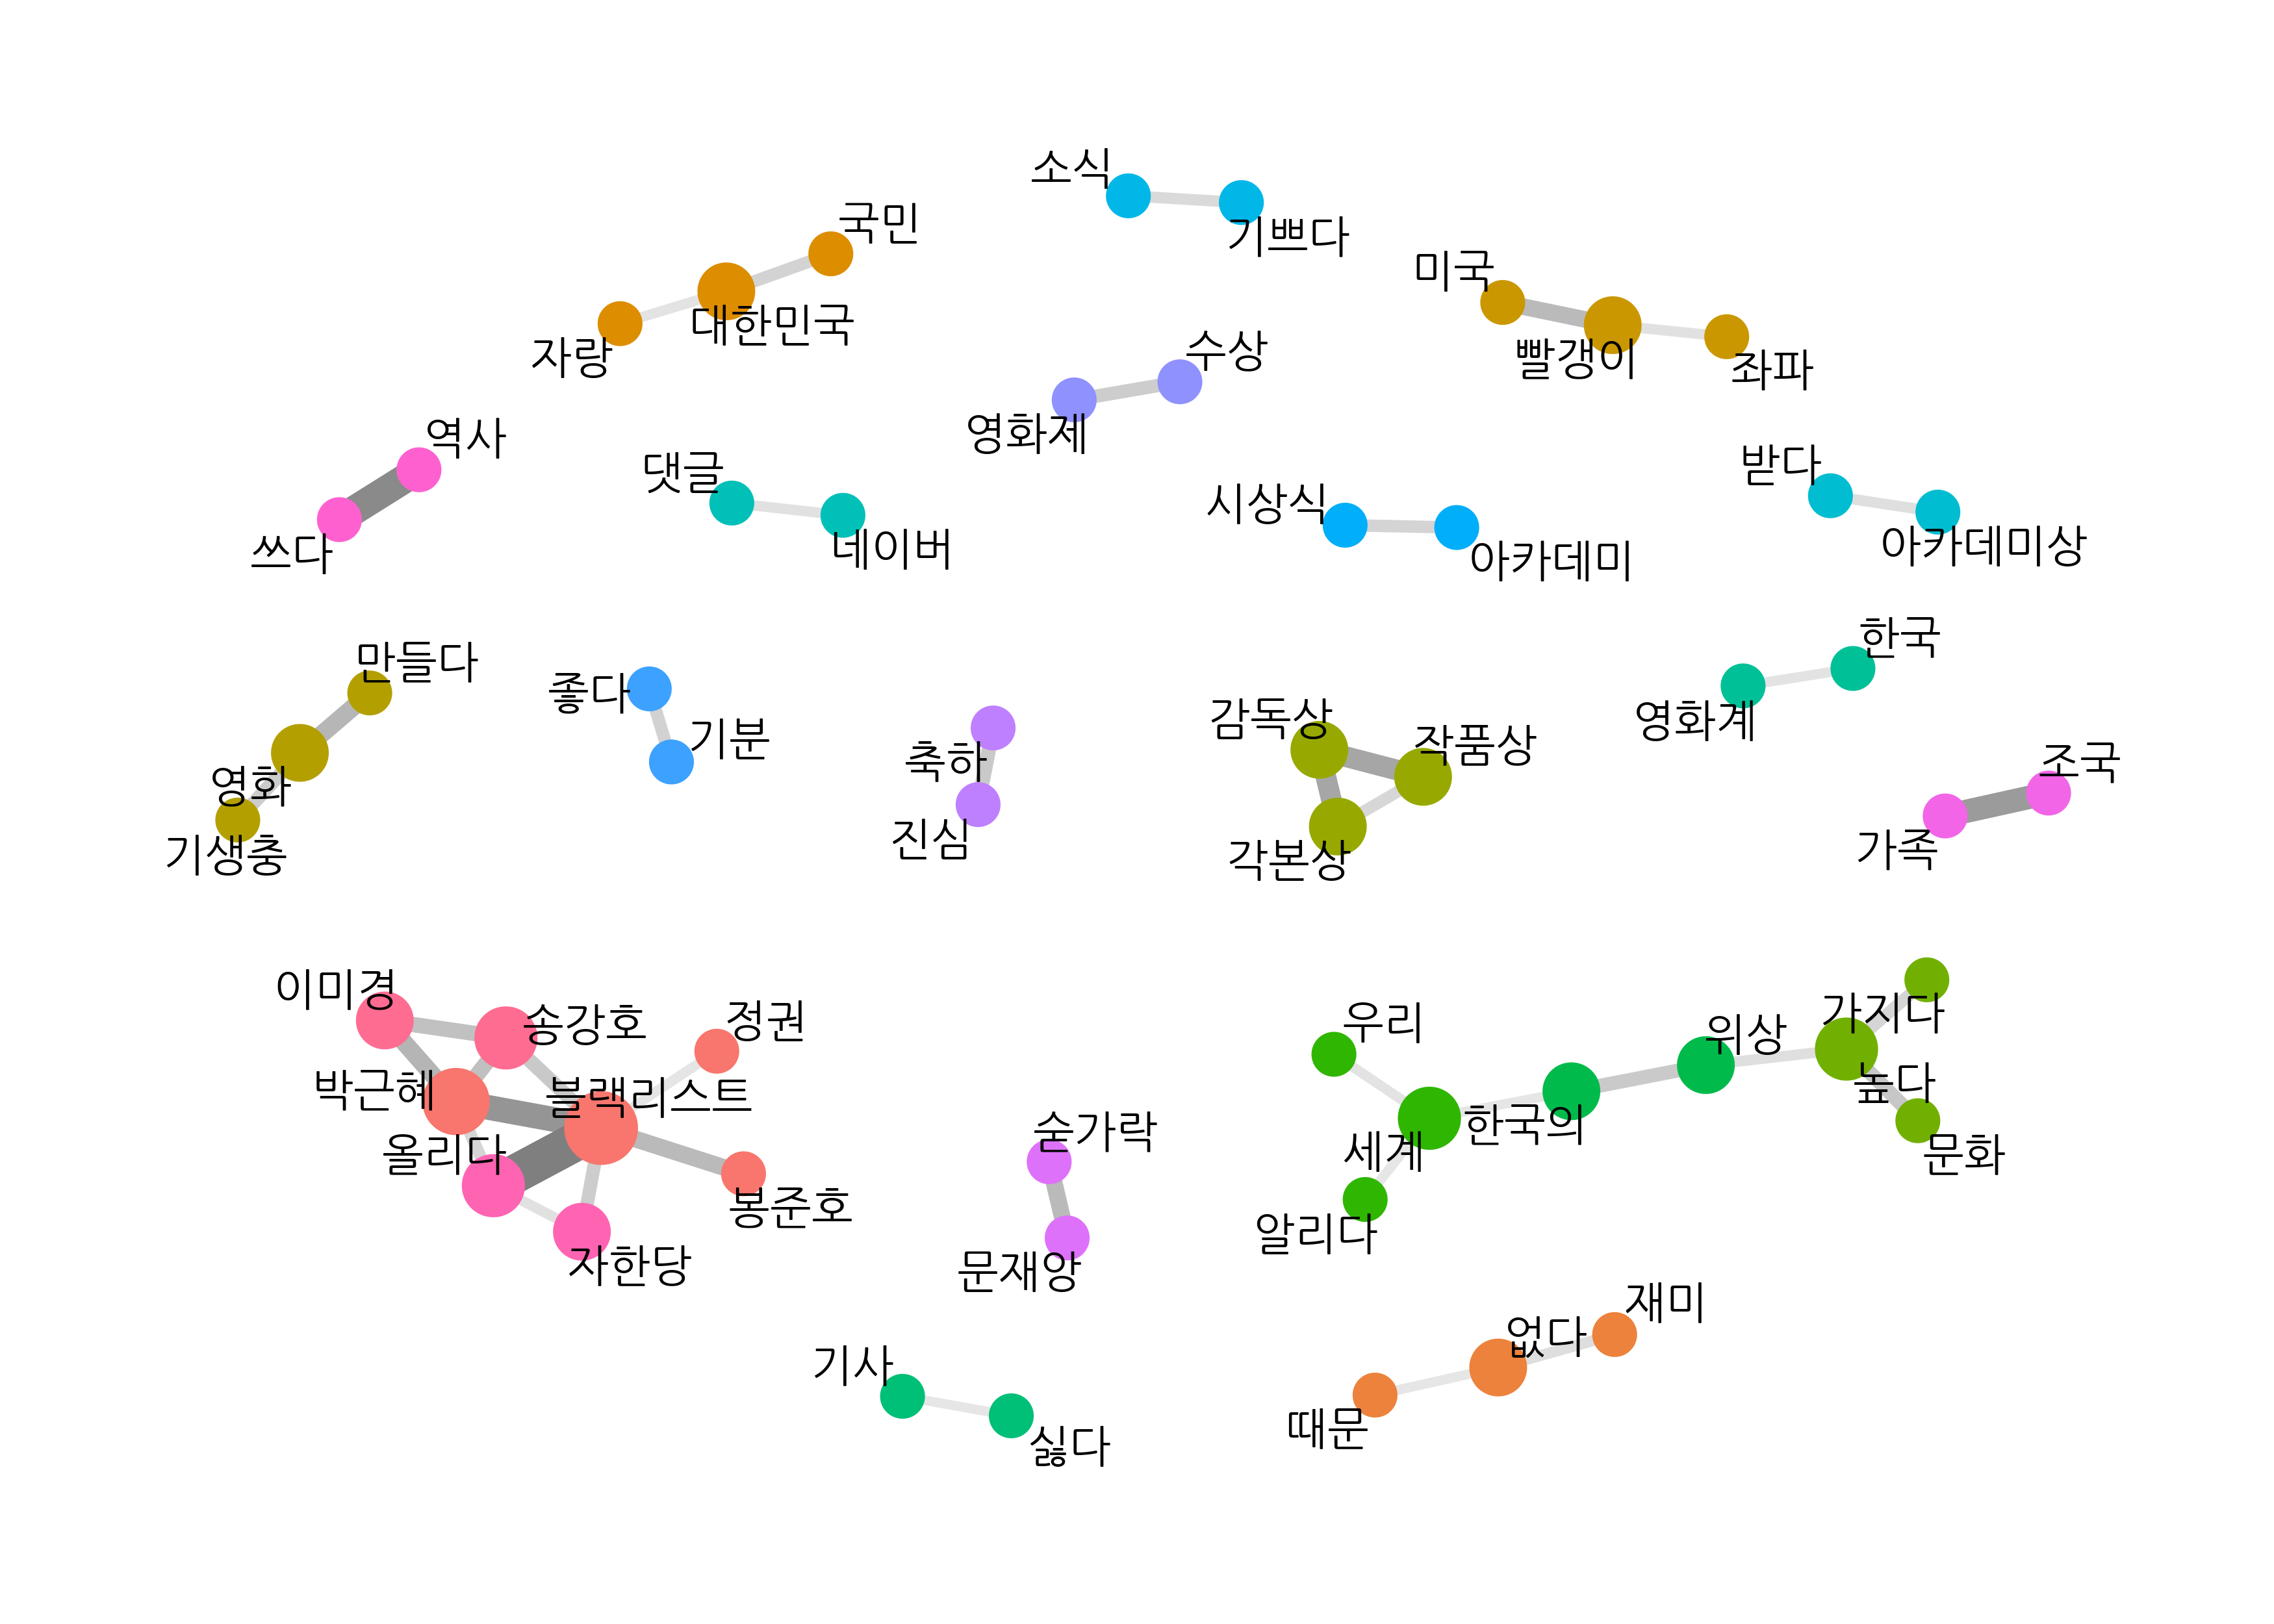 소식
국민
기쁘다
미국
대한민국
자랑
빨갱이
좌파
수상
영화제
역사
댓글
받다
시상식
네이버
아카데미상
쓰다
아카데미
한국
만들다
좋다
감독상
영화계
기분
작품상
축하
조국
영화
가족
기생충
진심
각본상
이미경
가지다
송강호
정권
우리
위상
높다
박근혜
블랙리스트
한국의
숟가락
올리다
세계
문화
봉준호
알리다
자한당
문재앙
재미
없다
기사
때문
싫다